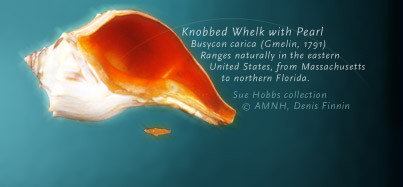 Knobbed Whelk with Pearl
Busycon carica (Gmelin, 1791)
Ranges naturally in the eastern
United States, from Massachusetts
to northern Florida.
Sue Hobbs collection
© AMNH, Denis Finnin